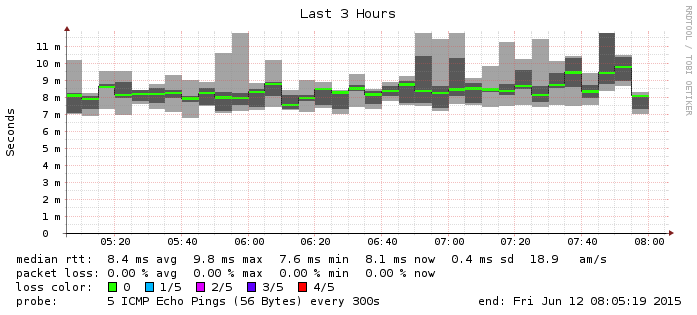 Last 3 Hours
RRDTOOL / TOBI OETIKER
Seconds
11 m
10 m
9 m
8 m
7 m
6 m
5 m
4 m
3 m
2 m
1 m
0
05:20 05:40 06:00 06:20 06:40 07:00 07:20 07:40 08:00
median rtt: 8.4 ms avg 9.8 ms max 7.6 ms min 8.1 ms now 0.4 ms sd 18.9 am/s
packet loss: 0.00 % avg 0.00 % max 0.00 % min 0.00 % now
loss color: 0 1/5 2/5 3/5 4/5
probe: 5 ICMP Echo Pings (56 Bytes) every 300s end: Fri Jun 12 08:05:19 2015